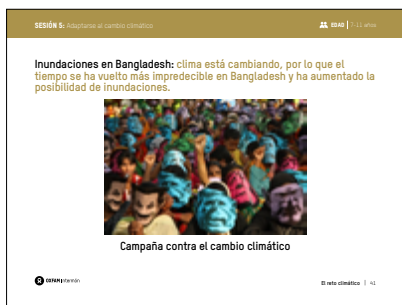 SESIÓN 5: Adaptarse al cambio climático
EDAD | 7-11 años
Inundaciones en Bangladesh: clima está cambiando, por lo que el
tiempo se ha vuelto más impredecible en Bangladesh y ha aumentado la
posibilidad de inundaciones.
Campaña contra el cambio climático
OXFAM Intermón
El reto climático | 41